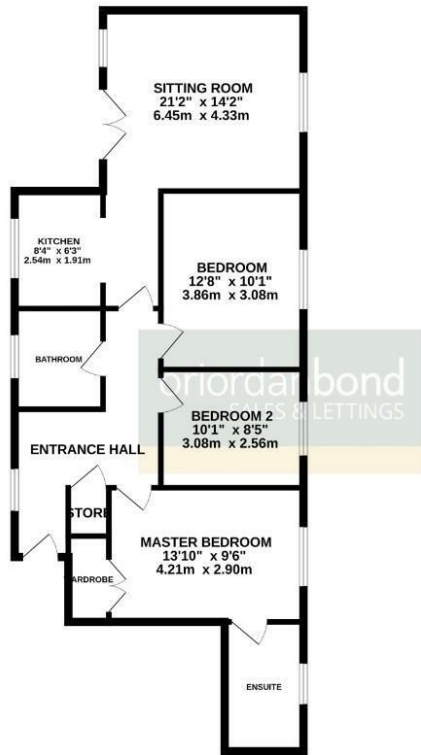 SITTING ROOM
21'2" x 14'2"
6.45m x 4.33m
KITCHEN
8'4" x 6'3"
2.54m x 1.91m
BEDROOM
12'8" x 10'1"
3.86m x 3.08m
BATHROOM
oriordanbond
SALES & LETTINGS
BEDROOM 2
10'1" x 8'5"
3.08m x 2.56m
ENTRANCE HALL
STORE
MASTER BEDROOM
13'10" x 9'6"
4.21m x 2.90m
WARDROBE
ENSUITE